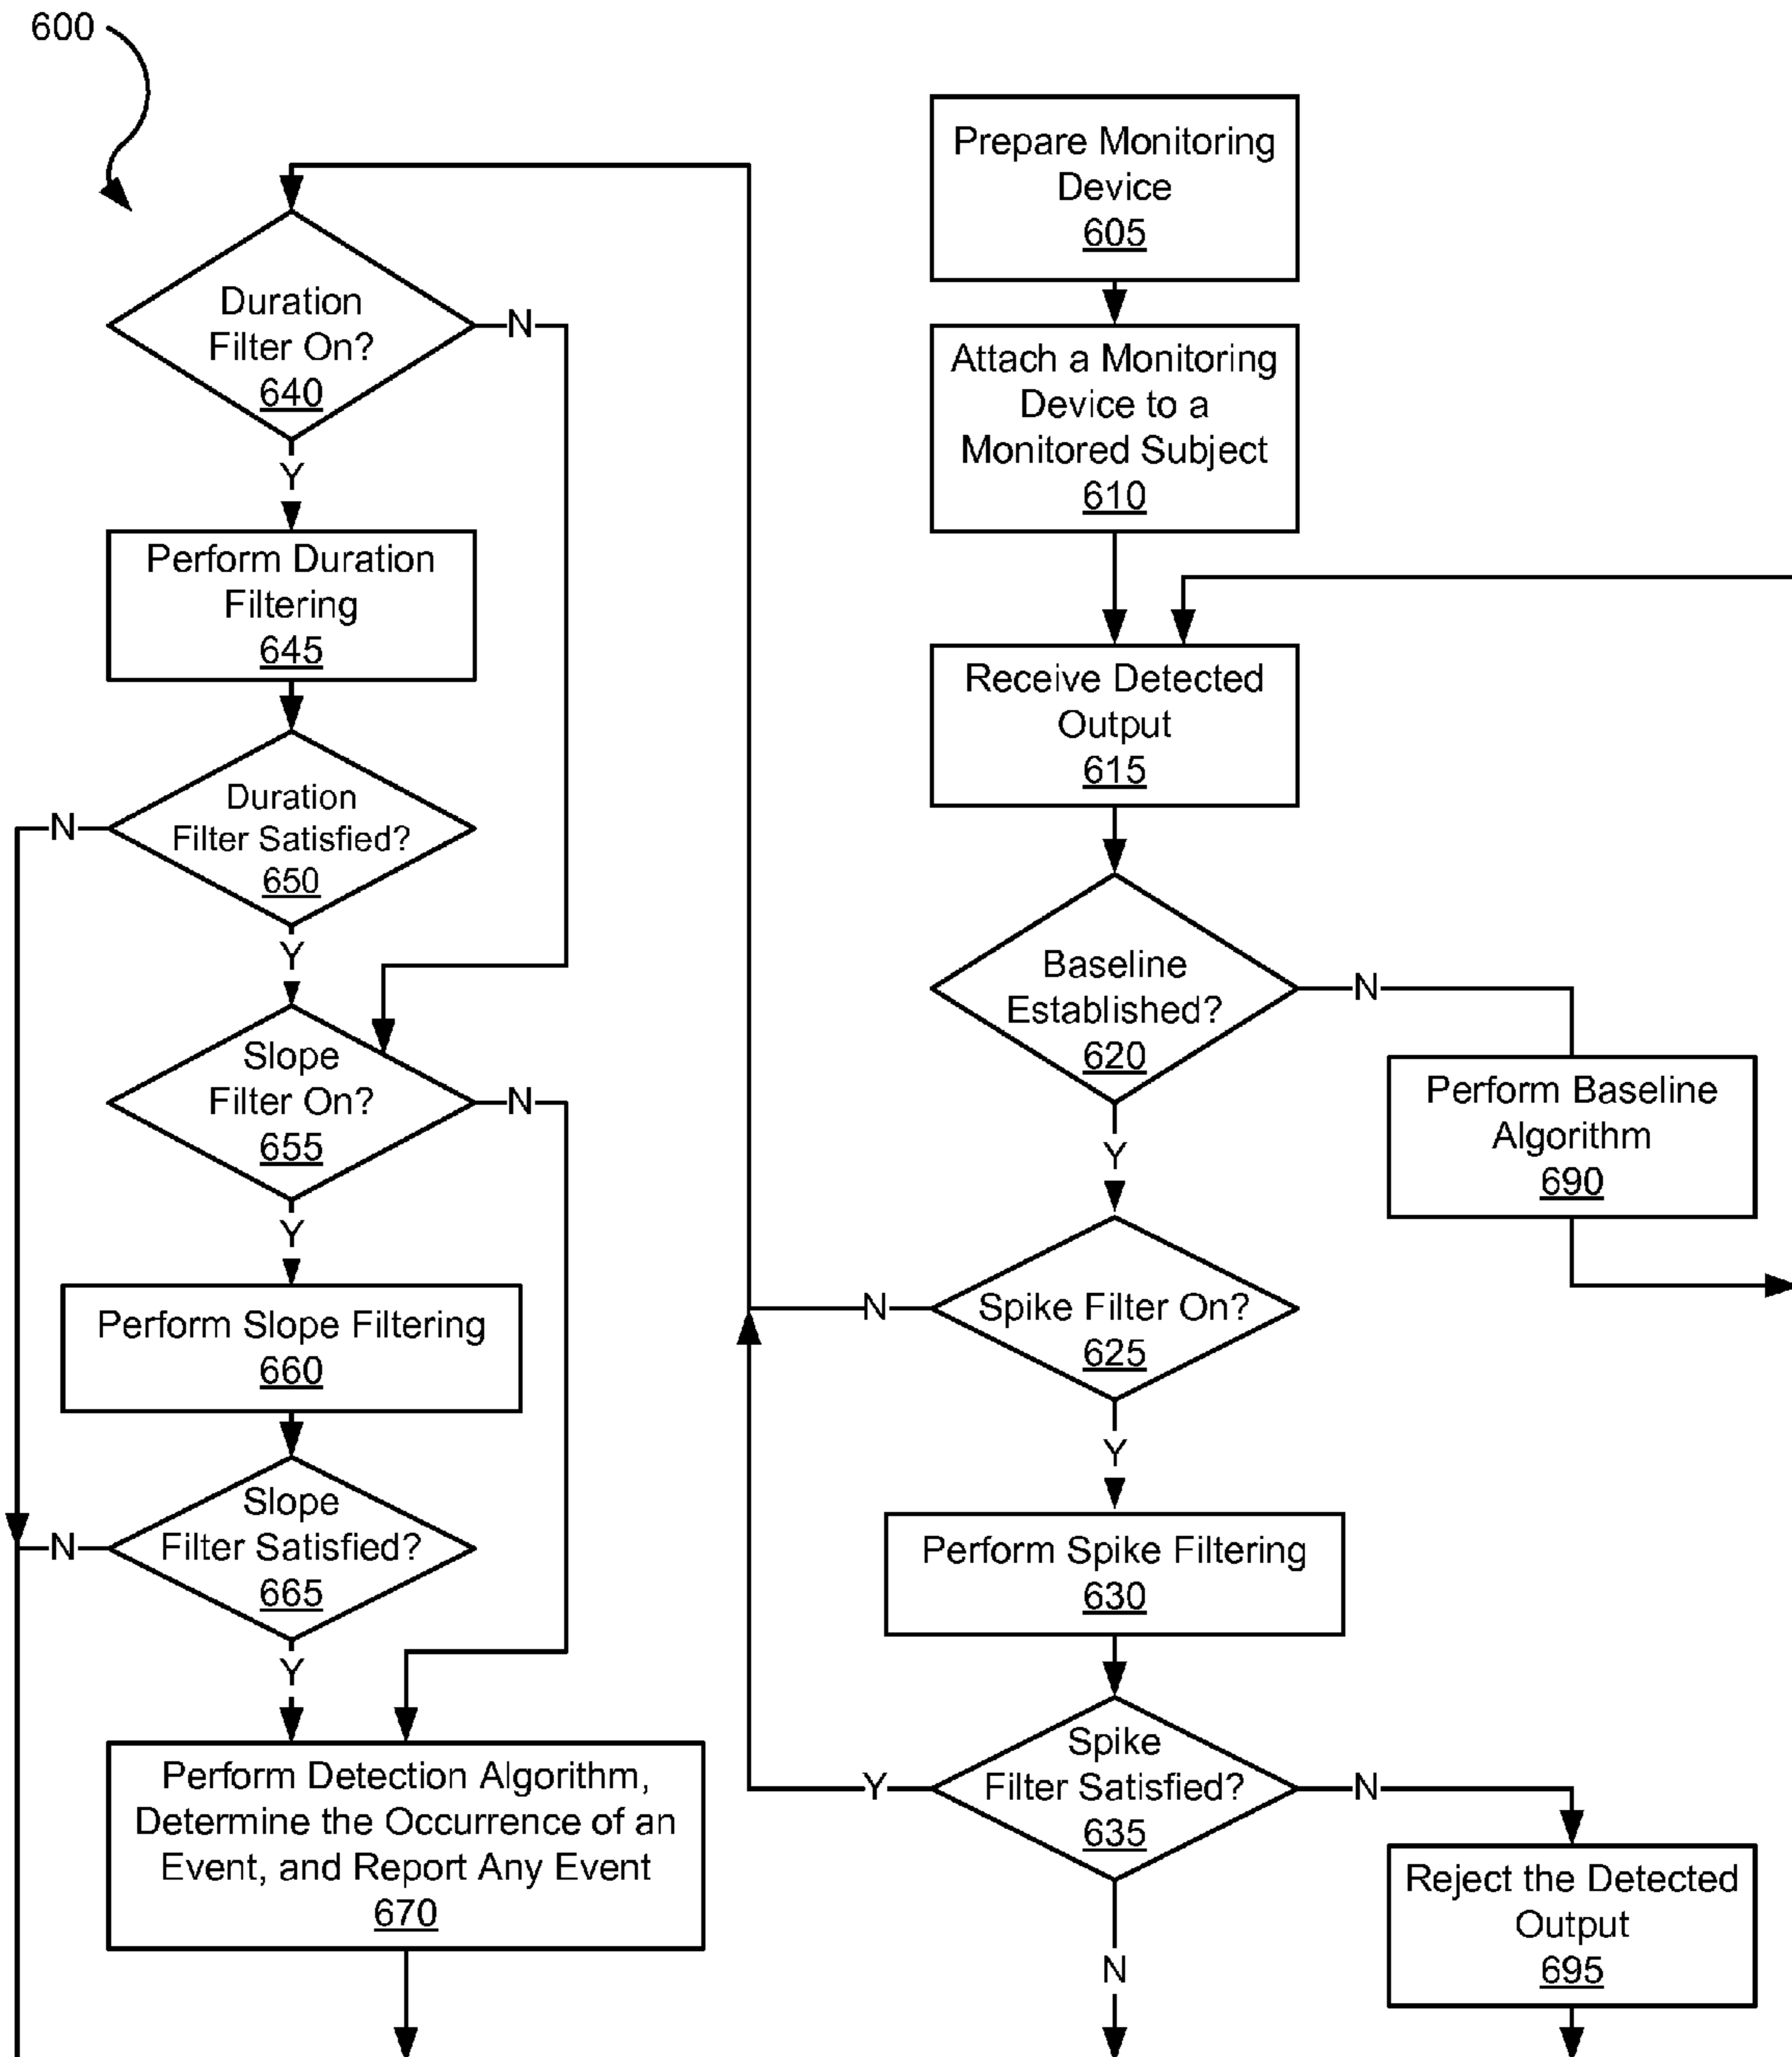 600
Prepare Monitoring
Device
605
Attach a Monitoring
Device to a
Monitored Subject
610
Receive Detected
Output
615
Baseline
Established?
620
N
Y
Perform Baseline
Algorithm
690
Spike Filter On?
625
N
Y
Perform Spike Filtering
630
Spike
Filter Satisfied?
635
Y
N
N
Reject the Detected
Output
695
Duration
Filter On?
640
N
Y
Perform Duration
Filtering
645
Duration
Filter Satisfied?
650
N
Y
Slope
Filter On?
655
N
Y
Perform Slope Filtering
660
Slope
Filter Satisfied?
665
N
Y
Perform Detection Algorithm,
Determine the Occurrence of an
Event, and Report Any Event
670